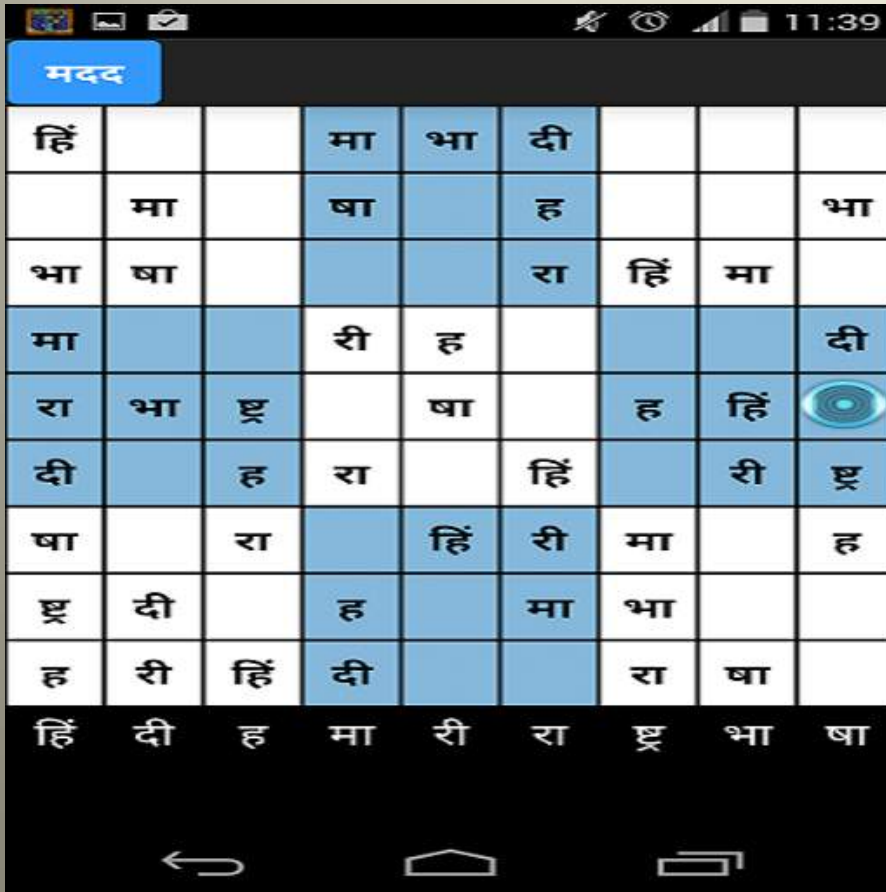 11:39
मदद
हिं मा भा दी
मा षा ह भा
भा षा रा हिं मा
मा री ह दी
रा भा ष्ट्र षा ह हिं
दी ह रा हिं री ष्ट्र
षा रा हिं री मा ह
ष्ट्र दी ह मा भा
ह री हिं दी रा षा
हिं दी ह मा री रा ष्ट्र भा षा